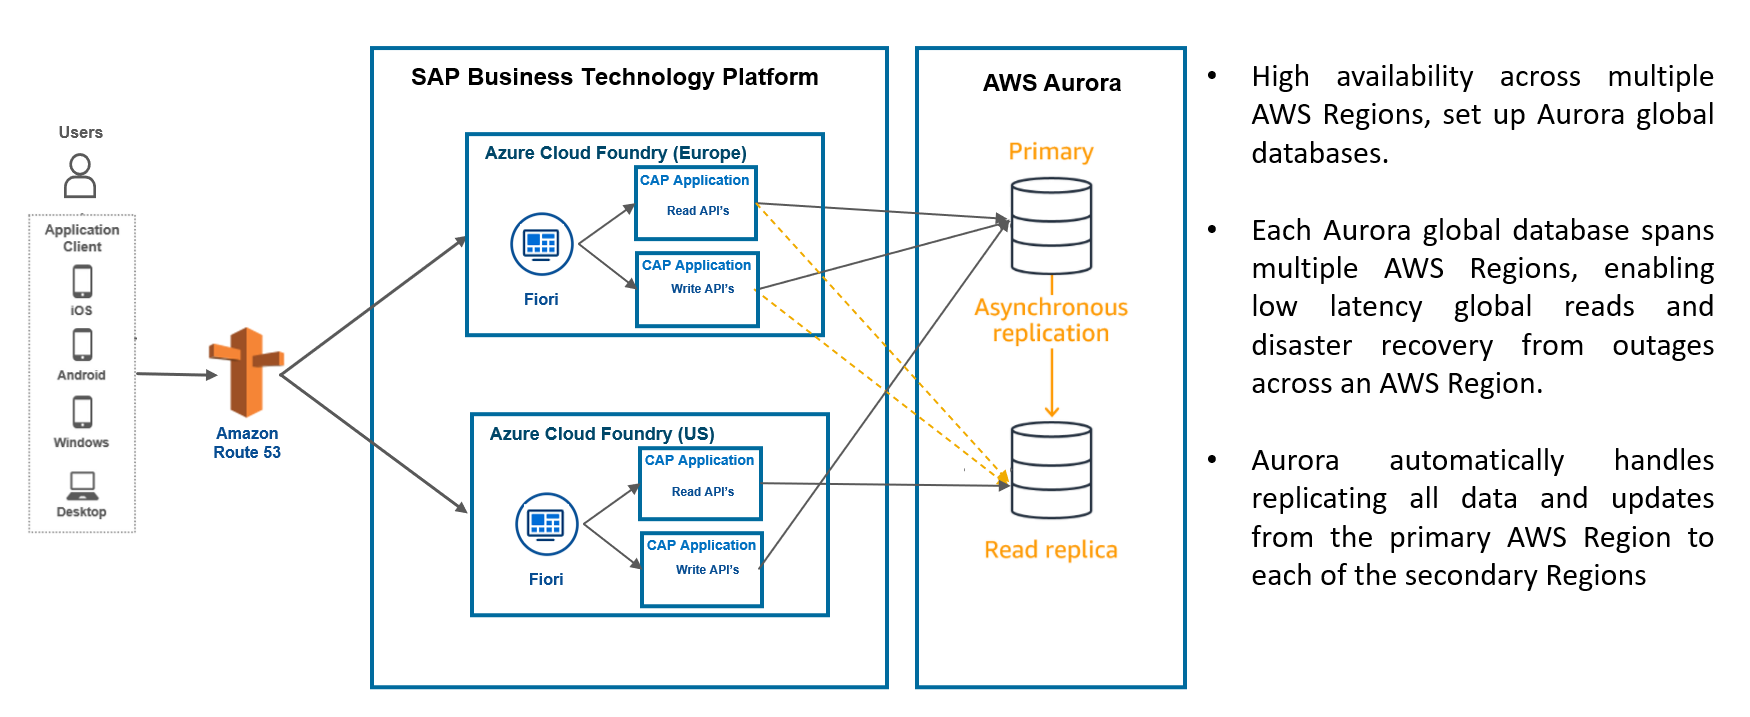 SAP Business Technology Platform
AWS Aurora
Users
Application
Client
iOS
Android
Windows
Desktop
Amazon
Route 53
Azure Cloud Foundry (Europe)
Fiori
CAP Application
Read API's
CAP Application
Write API's
Azure Cloud Foundry (US)
Fiori
CAP Application
Read API's
CAP Application
Write API's
Primary
Asynchronous
replication
Read replica
• High availability across multiple
AWS Regions, set up Aurora global
databases.
• Each Aurora global database spans
multiple AWS Regions, enabling
low latency global reads and
disaster recovery from outages
across an AWS Region.
• Aurora automatically handles
replicating all data and updates
from the primary AWS Region to
each of the secondary Regions